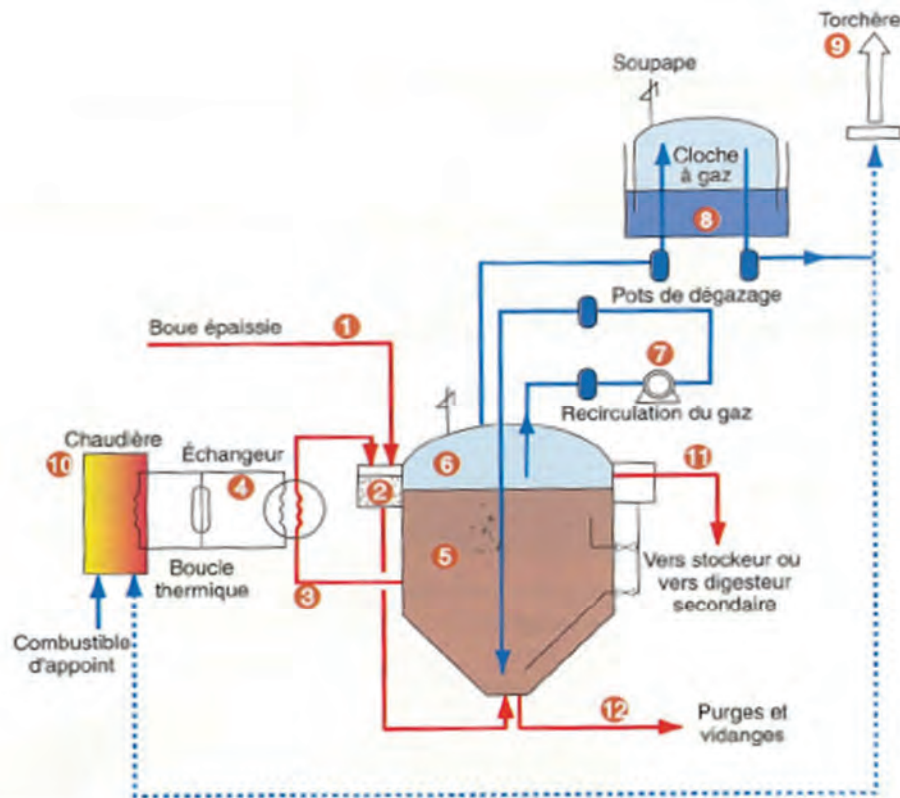 Torchère
9
Soupape
Cloche
à gaz
8
Pots de dégazage
Boue épaissie
1
7
Recirculation du gaz
Chaudière
10
Échangeur
4
6
11
2
5
Vers stockeur ou
vers digesteur
secondaire
Boucle
thermique
3
Combustible
d'appoint
12
Purges et
vidanges